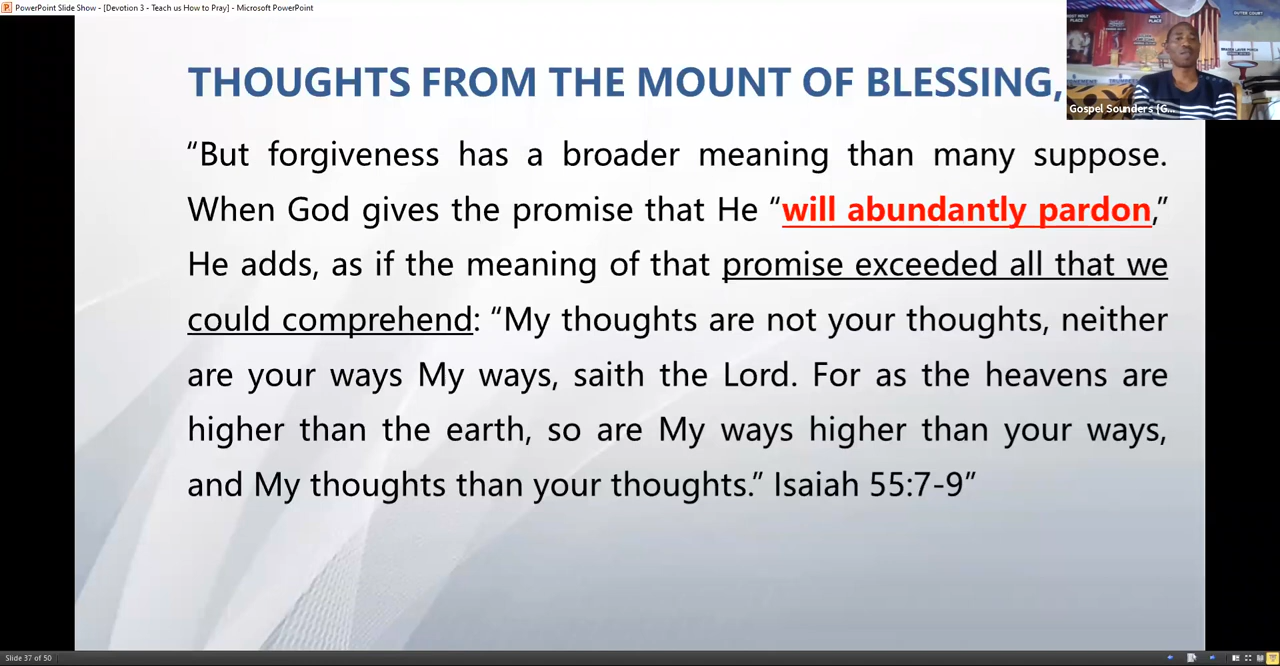 PowerPoint Slide Show - [Devotion 3 - Teach us How to Pray] - Microsoft PowerPoint
THOUGHTS FROM THE MOUNT OF BLESSING,
HOLY
PLACE
OUTER COURT
Gospel Sounders (G...
“But forgiveness has a broader meaning than many suppose.
When God gives the promise that He “will abundantly pardon,”
He adds, as if the meaning of that promise exceeded all that we
could comprehend: “My thoughts are not your thoughts, neither
are your ways My ways, saith the Lord. For as the heavens are
higher than the earth, so are My ways higher than your ways,
and My thoughts than your thoughts.” Isaiah 55:7-9”
Slide 37 of 50